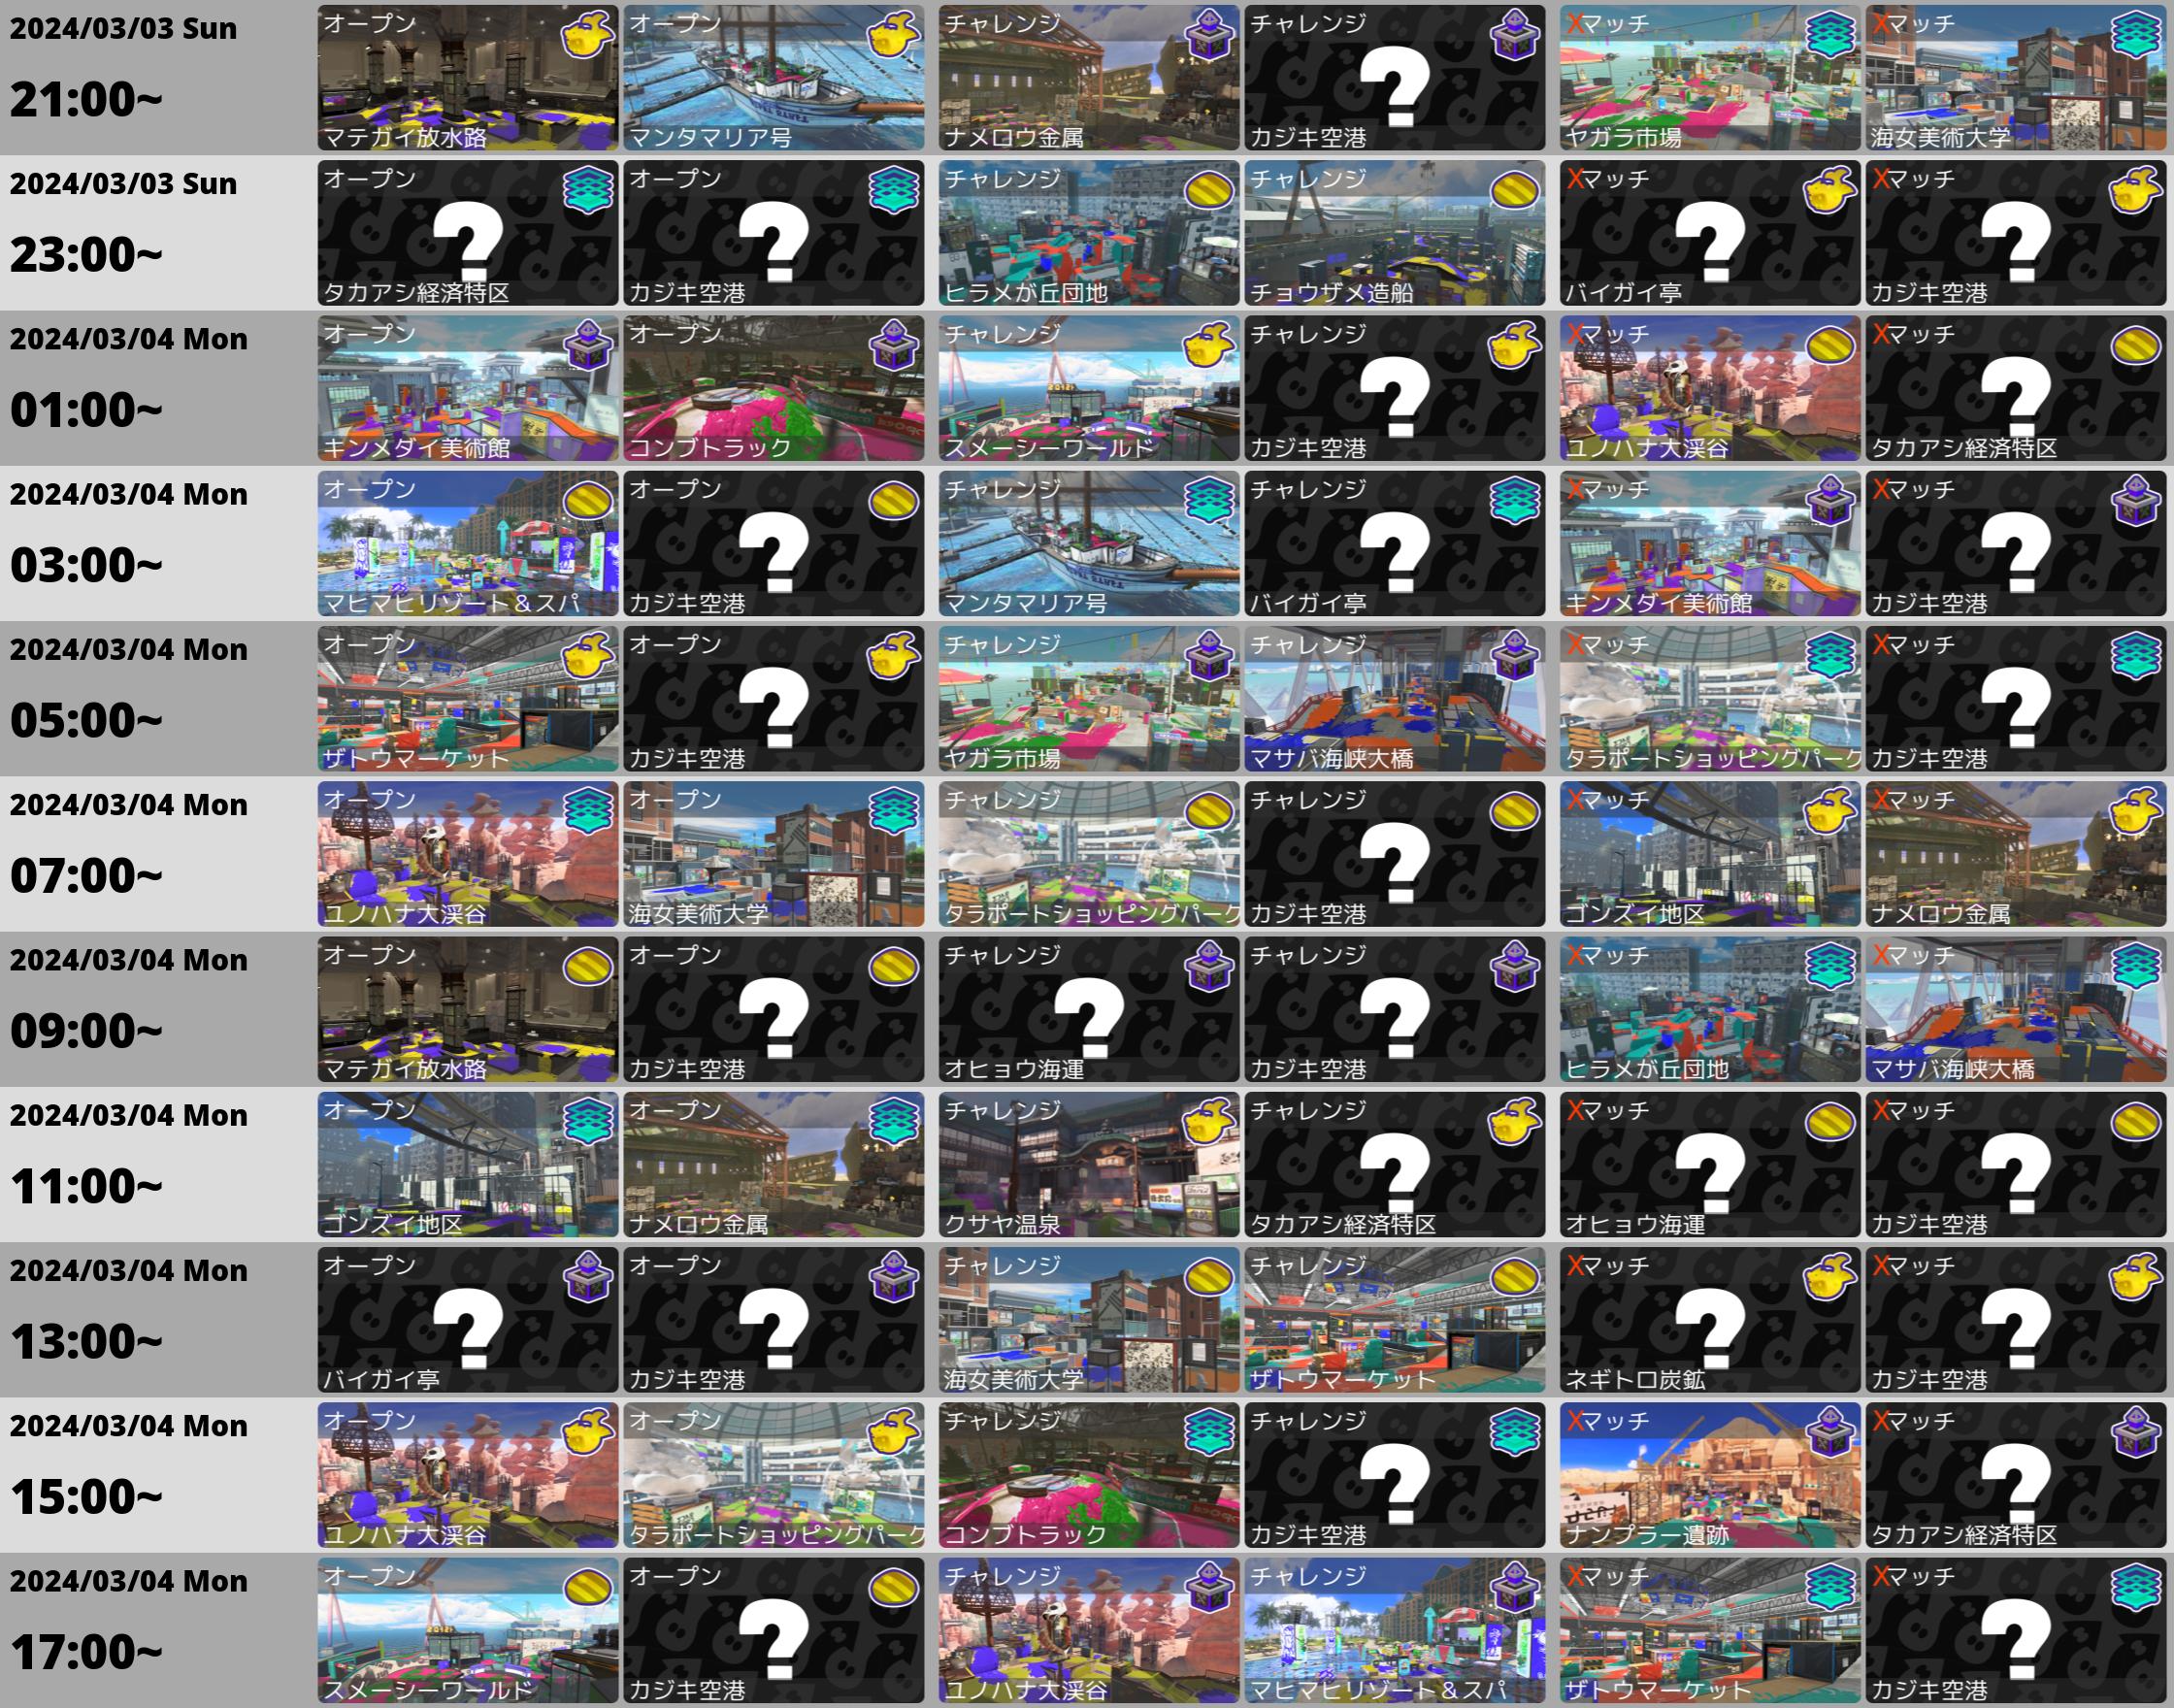 2024/03/03 Sun
21:00~
オープン
マテガイ放水路
オープン
マンタマリア号
チャレンジ
ナメロウ金属
チャレンジ
カジキ空港
Xマッチ
ヤガラ市場
Xマッチ
海女美術大学
2024/03/03 Sun
23:00~
オープン
タカアシ経済特区
オープン
カジキ空港
チャレンジ
ヒラメが丘団地
チャレンジ
チョウザメ造船
Xマッチ
バイガイ亭
Xマッチ
カジキ空港
2024/03/04 Mon
01:00~
オープン
キンメダイ美術館
オープン
コンブトラック
チャレンジ
スメーシーワールド
チャレンジ
カジキ空港
Xマッチ
ユノハナ大渓谷
Xマッチ
タカアシ経済特区
2024/03/04 Mon
03:00~
オープン
マヒマヒリゾート＆スパ
オープン
カジキ空港
チャレンジ
マンタマリア号
チャレンジ
バイガイ亭
Xマッチ
キンメダイ美術館
Xマッチ
カジキ空港
2024/03/04 Mon
05:00~
オープン
ザトウマーケット
オープン
カジキ空港
チャレンジ
ヤガラ市場
チャレンジ
マサバ海峡大橋
Xマッチ
タラポートショッピングパーク
Xマッチ
カジキ空港
2024/03/04 Mon
07:00~
オープン
ユノハナ大渓谷
オープン
海女美術大学
チャレンジ
タラポートショッピングパーク
チャレンジ
カジキ空港
Xマッチ
ゴンズイ地区
Xマッチ
ナメロウ金属
2024/03/04 Mon
09:00~
オープン
マテガイ放水路
オープン
カジキ空港
チャレンジ
オヒョウ海運
チャレンジ
カジキ空港
Xマッチ
ヒラメが丘団地
Xマッチ
マサバ海峡大橋
2024/03/04 Mon
11:00~
オープン
ゴンズイ地区
オープン
ナメロウ金属
チャレンジ
クサヤ温泉
チャレンジ
タカアシ経済特区
Xマッチ
オヒョウ海運
Xマッチ
カジキ空港
2024/03/04 Mon
13:00~
オープン
バイガイ亭
オープン
カジキ空港
チャレンジ
海女美術大学
チャレンジ
ザトウマーケット
Xマッチ
ネギトロ炭鉱
Xマッチ
カジキ空港
2024/03/04 Mon
15:00~
オープン
ユノハナ大渓谷
オープン
タラポートショッピングパーク
チャレンジ
コンブトラック
チャレンジ
カジキ空港
Xマッチ
ナンプラー遺跡
Xマッチ
タカアシ経済特区
2024/03/04 Mon
17:00~
オープン
スメーシーワールド
オープン
カジキ空港
チャレンジ
ユノハナ大渓谷
チャレンジ
マヒマヒリゾート＆スパ
Xマッチ
ザトウマーケット
Xマッチ
カジキ空港